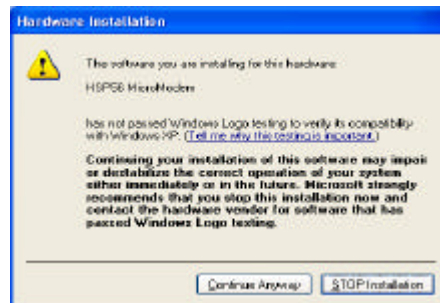 Hardware Installation
The software you are installing for this hardware:
HSP56 MicroModem
has not passed Windows Logo testing to verify its compatibility
with Windows XP. (Tell me why this testing is important.)
Continuing your installation of this software may impair
or destabilize the correct operation of your system
either immediately or in the future. Microsoft strongly
recommends that you stop this installation now and
contact the hardware vendor for software that has
passed Windows Logo testing.
Continue Anyway
STOP Installation